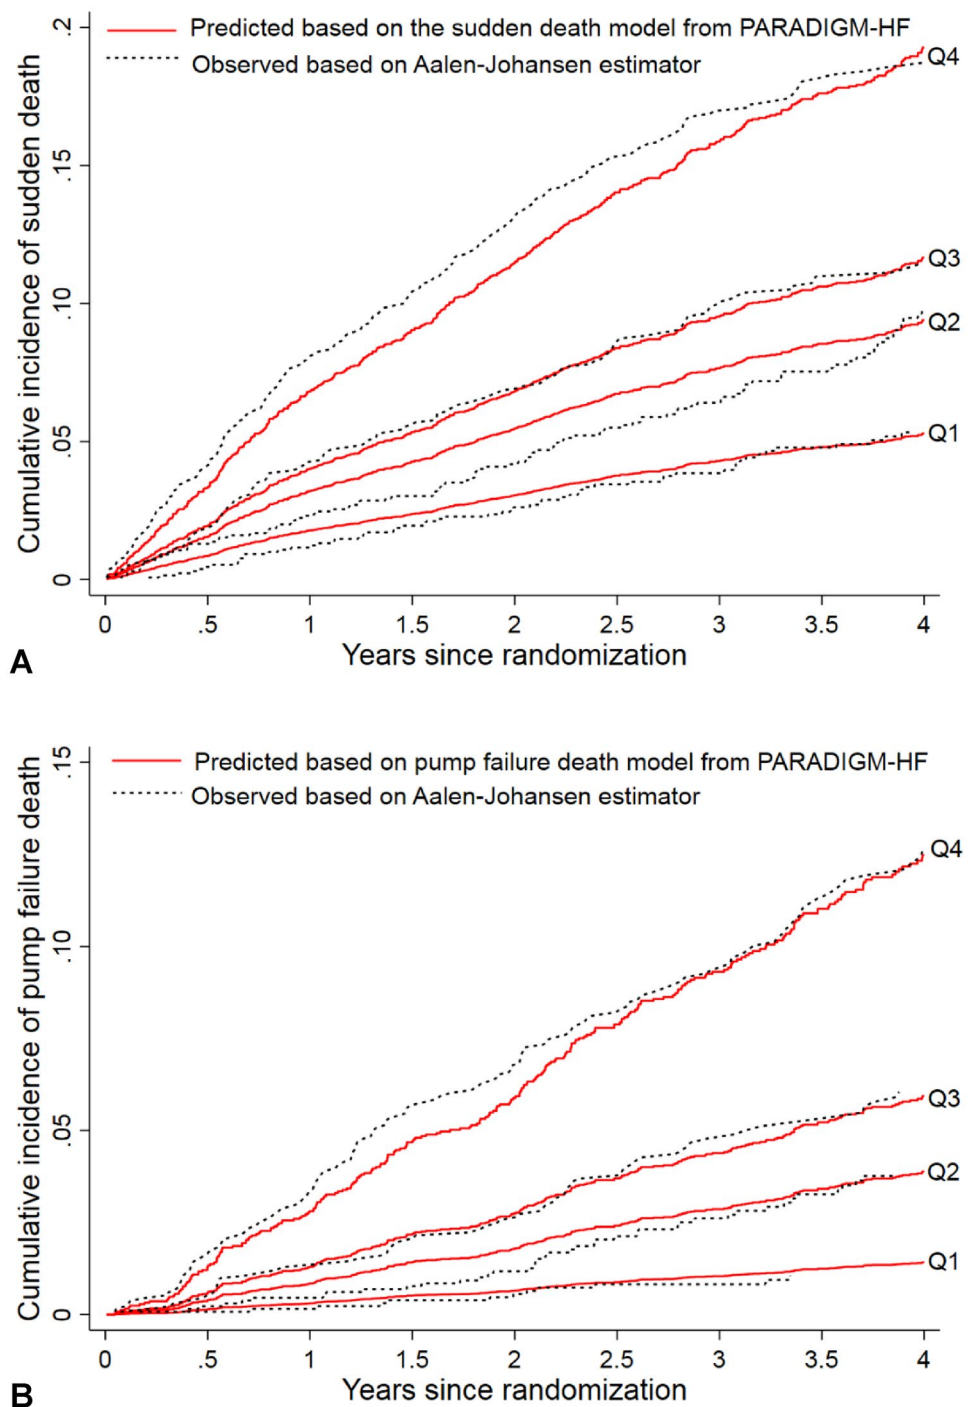 Predicted based on the sudden death model from PARADIGM-HF
Observed based on Aalen-Johansen estimator
Cumulative incidence of sudden death
.2
.15
.10
.05
0
Q4
Q3
Q2
Q1
0 .5 1 1.5 2 2.5 3 3.5 4
Years since randomization
A
Predicted based on pump failure death model from PARADIGM-HF
Observed based on Aalen-Johansen estimator
Cumulative incidence of pump failure death
.15
.10
.05
0
Q4
Q3
Q2
Q1
0 .5 1 1.5 2 2.5 3 3.5 4
Years since randomization
B